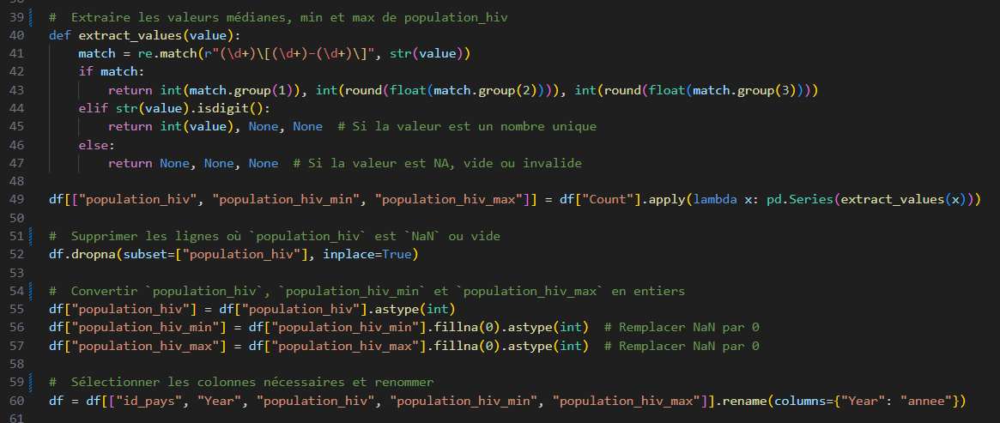 39 #  Extraire les valeurs médianes, min et max de population_hiv
40 def extract_values(value):
41     match = re.match(r"(\d+)\[(\d+)-(\d+)\]", str(value))
42     if match:
43         return int(match.group(1)), int(round(float(match.group(2)))), int(round(float(match.group(3))))
44     elif str(value).isdigit():
45         return int(value), None, None  # Si la valeur est un nombre unique
46     else:
47         return None, None, None  # Si la valeur est NA, vide ou invalide
48
49 df[["population_hiv", "population_hiv_min", "population_hiv_max"]] = df["Count"].apply(lambda x: pd.Series(extract_values(x)))
50
51 #  Supprimer les lignes où `population_hiv` est `NaN` ou vide
52 df.dropna(subset=["population_hiv"], inplace=True)
53
54 #  Convertir `population_hiv`, `population_hiv_min` et `population_hiv_max` en entiers
55 df["population_hiv"] = df["population_hiv"].astype(int)
56 df["population_hiv_min"] = df["population_hiv_min"].fillna(0).astype(int)  # Remplacer NaN par 0
57 df["population_hiv_max"] = df["population_hiv_max"].fillna(0).astype(int)  # Remplacer NaN par 0
58
59 #  Sélectionner les colonnes nécessaires et renommer
60 df = df[["id_pays", "Year", "population_hiv", "population_hiv_min", "population_hiv_max"]].rename(columns={"Year": "annee"})
61